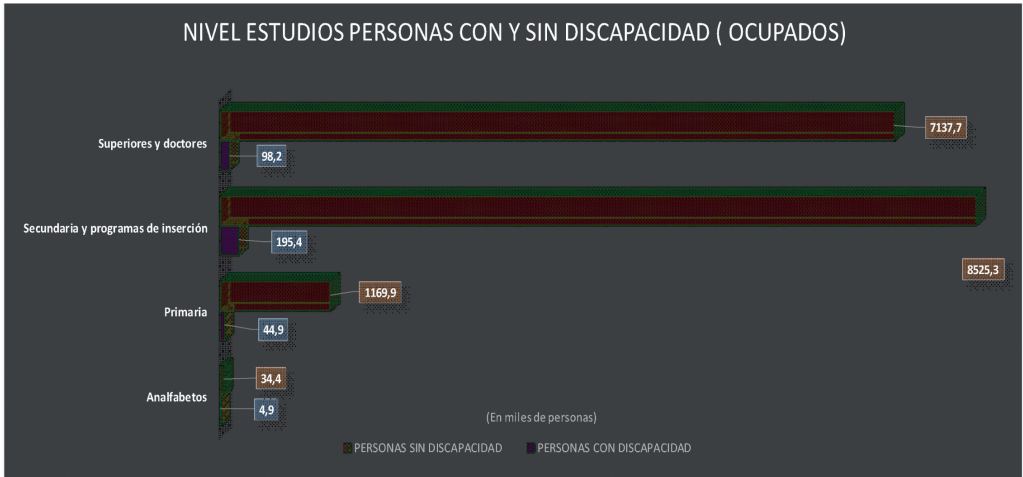 NIVEL ESTUDIOS PERSONAS CON Y SIN DISCAPACIDAD ( OCUPADOS)
Superiores y doctores
7137,7
98,2
Secundaria y programas de inserción
195,4
8525,3
Primaria
1169,9
44,9
Analfabetos
34,4
4,9
(En miles de personas)
PERSONAS SIN DISCAPACIDAD PERSONAS CON DISCAPACIDAD